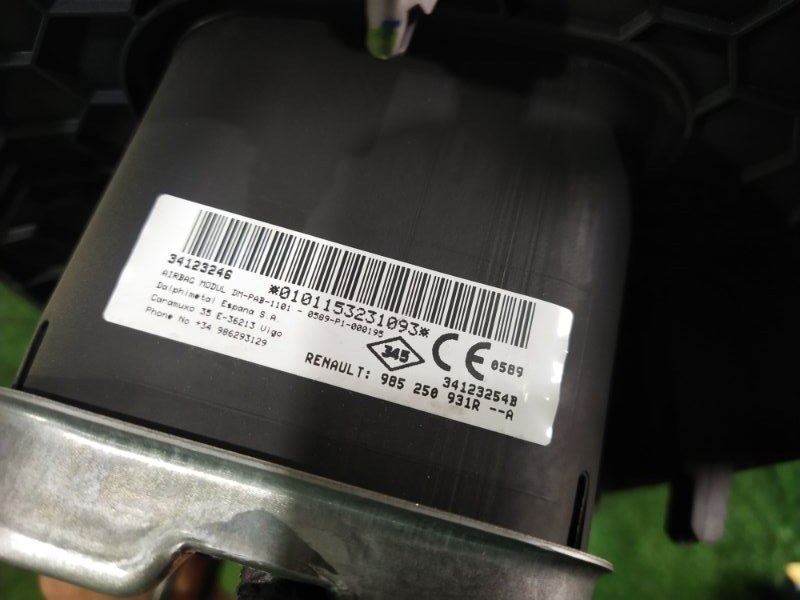 34123246 *0101153231093*
AIRBAG MODUL DM-PAB-1101 - 0589-P1-000195
Dalphimetal Espana S.A.
Caramuxo 35 E-36213 Vigo
Phone No +34 986293129
345 CE 0589
34123254B
RENAULT: 985 250 931R --A